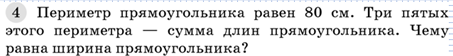 4 Периметр прямоугольника равен 80 см. Три пятых
этого периметра — сумма длин прямоугольника. Чему
равна ширина прямоугольника?